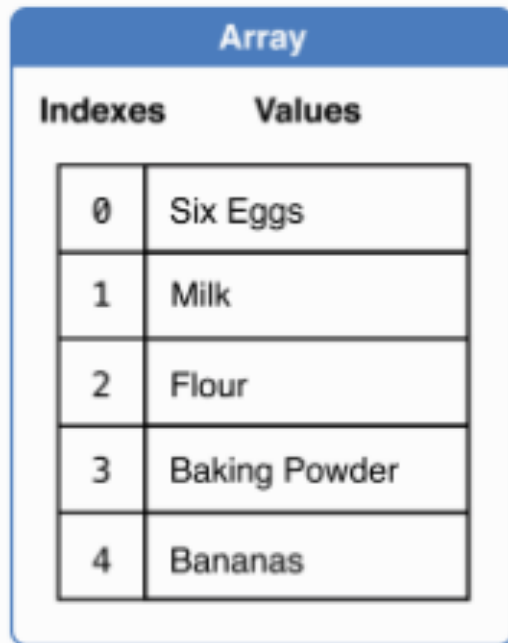 Array
Indexes Values
0 Six Eggs
1 Milk
2 Flour
3 Baking Powder
4 Bananas